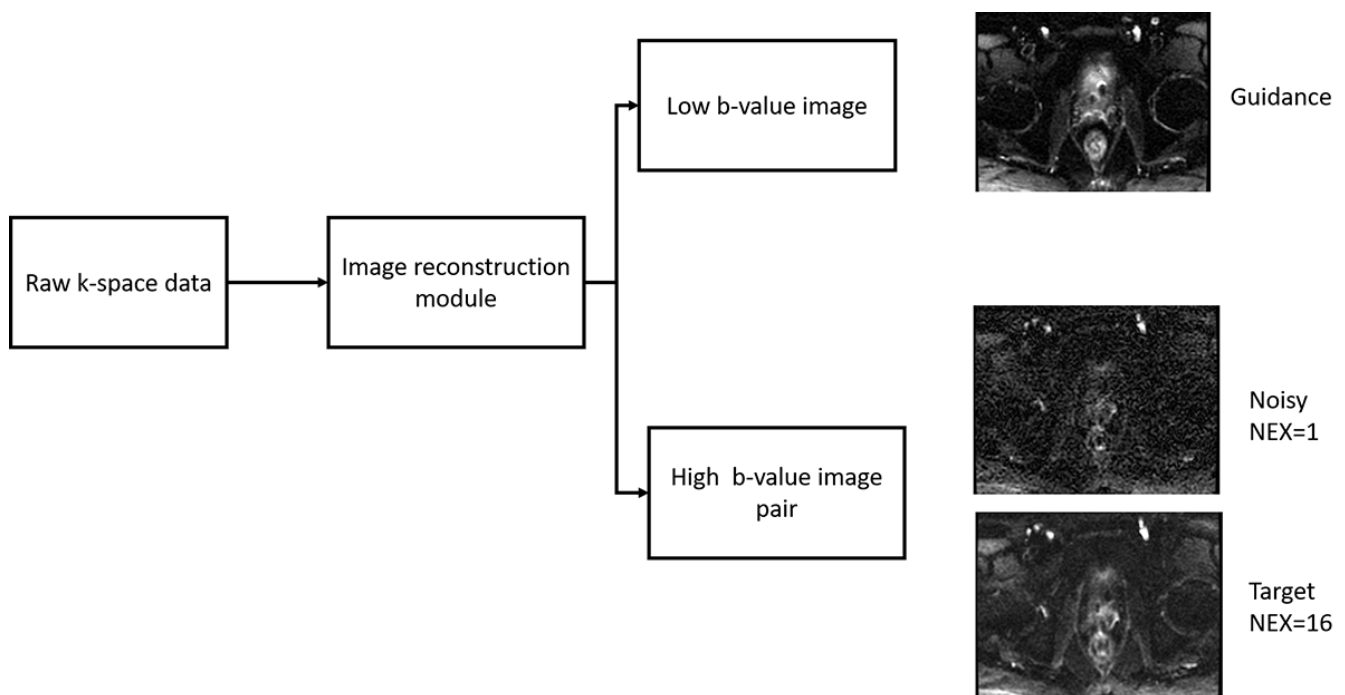 Raw k-space data
Image reconstruction
module
Low b-value image
Guidance
High  b-value image
pair
Noisy
NEX=1
Target
NEX=16